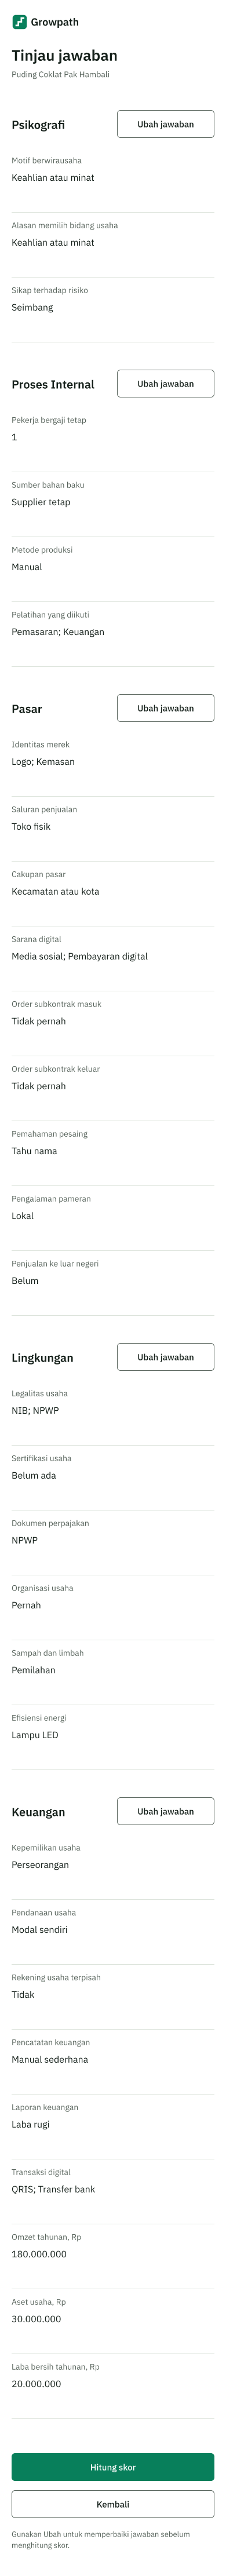 Growpath
Tinjau jawaban
Puding Coklat Pak Hambali
Psikografi
Ubah jawaban
Motif berwirausaha
Keahlian atau minat
Alasan memilih bidang usaha
Keahlian atau minat
Sikap terhadap risiko
Seimbang
Proses Internal
Ubah jawaban
Pekerja bergaji tetap
1
Sumber bahan baku
Supplier tetap
Metode produksi
Manual
Pelatihan yang diikuti
Pemasaran; Keuangan
Pasar
Ubah jawaban
Identitas merek
Logo; Kemasan
Saluran penjualan
Toko fisik
Cakupan pasar
Kecamatan atau kota
Sarana digital
Media sosial; Pembayaran digital
Order subkontrak masuk
Tidak pernah
Order subkontrak keluar
Tidak pernah
Pemahaman pesaing
Tahu nama
Pengalaman pameran
Lokal
Penjualan ke luar negeri
Belum
Lingkungan
Ubah jawaban
Legalitas usaha
NIB; NPWP
Sertifikasi usaha
Belum ada
Dokumen perpajakan
NPWP
Organisasi usaha
Pernah
Sampah dan limbah
Pemilahan
Efisiensi energi
Lampu LED
Keuangan
Ubah jawaban
Kepemilikan usaha
Perseorangan
Pendanaan usaha
Modal sendiri
Rekening usaha terpisah
Tidak
Pencatatan keuangan
Manual sederhana
Laporan keuangan
Laba rugi
Transaksi digital
QRIS; Transfer bank
Omzet tahunan, Rp
180.000.000
Aset usaha, Rp
30.000.000
Laba bersih tahunan, Rp
20.000.000
Hitung skor
Kembali
Gunakan Ubah untuk memperbaiki jawaban sebelum
menghitung skor.